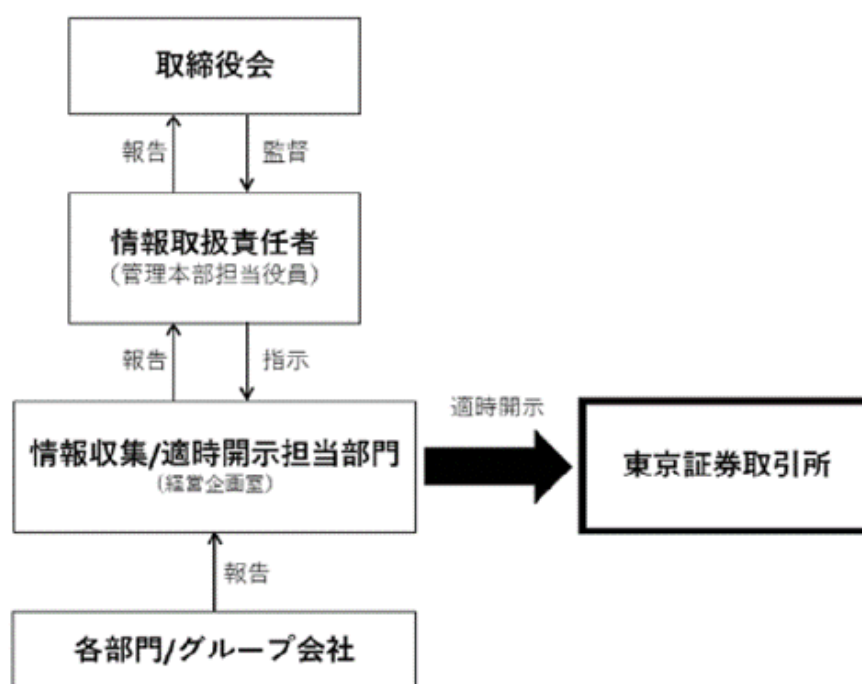 取締役会
報告
監督
情報取扱責任者
(管理本部担当役員)
報告
指示
適時開示
情報収集/適時開示担当部門
(経営企画室)
東京証券取引所
報告
各部門/グループ会社